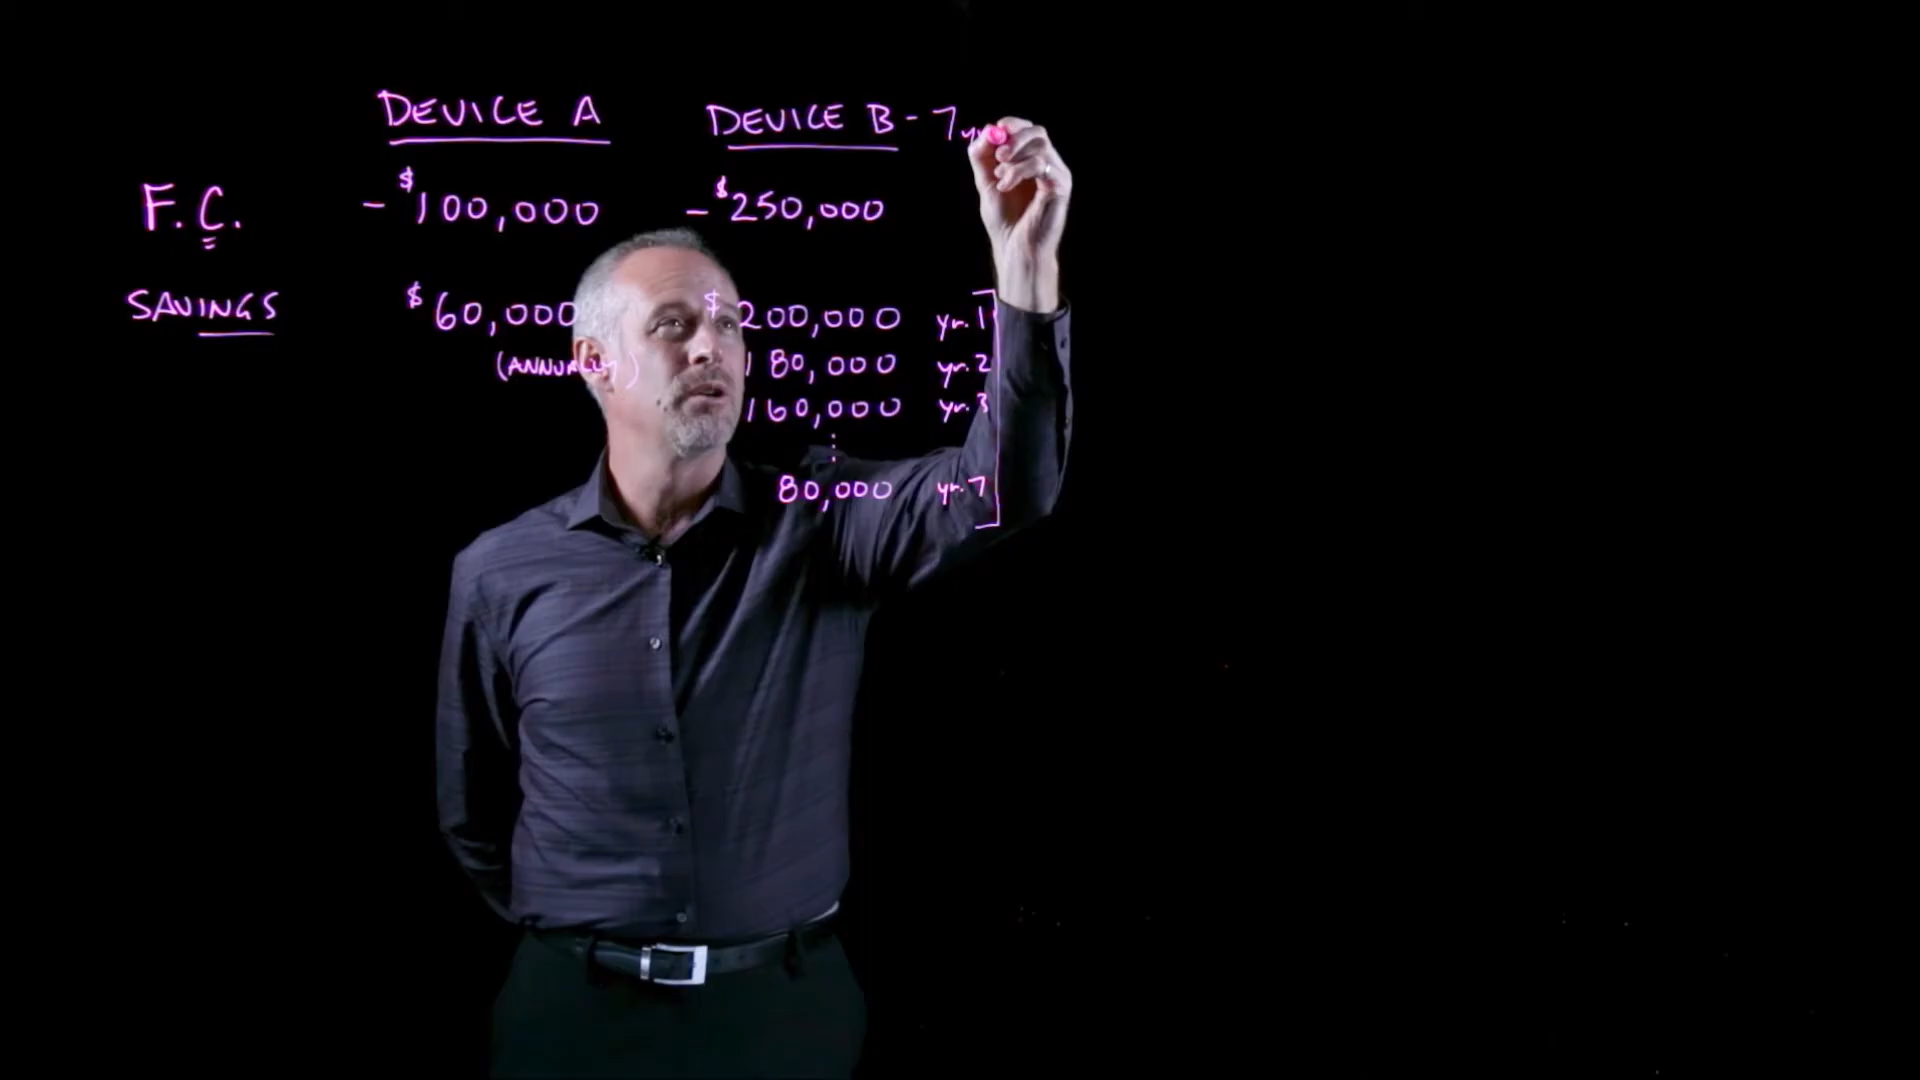 DEVICE A DEVICE B - 7
F.C. -$100,000 -$250,000
SAVINGS $60,000 $200,000 yr. 1
(ANNUALLY) 180,000 yr. 2
160,000 yr. 3
⋮
80,000 yr. 7